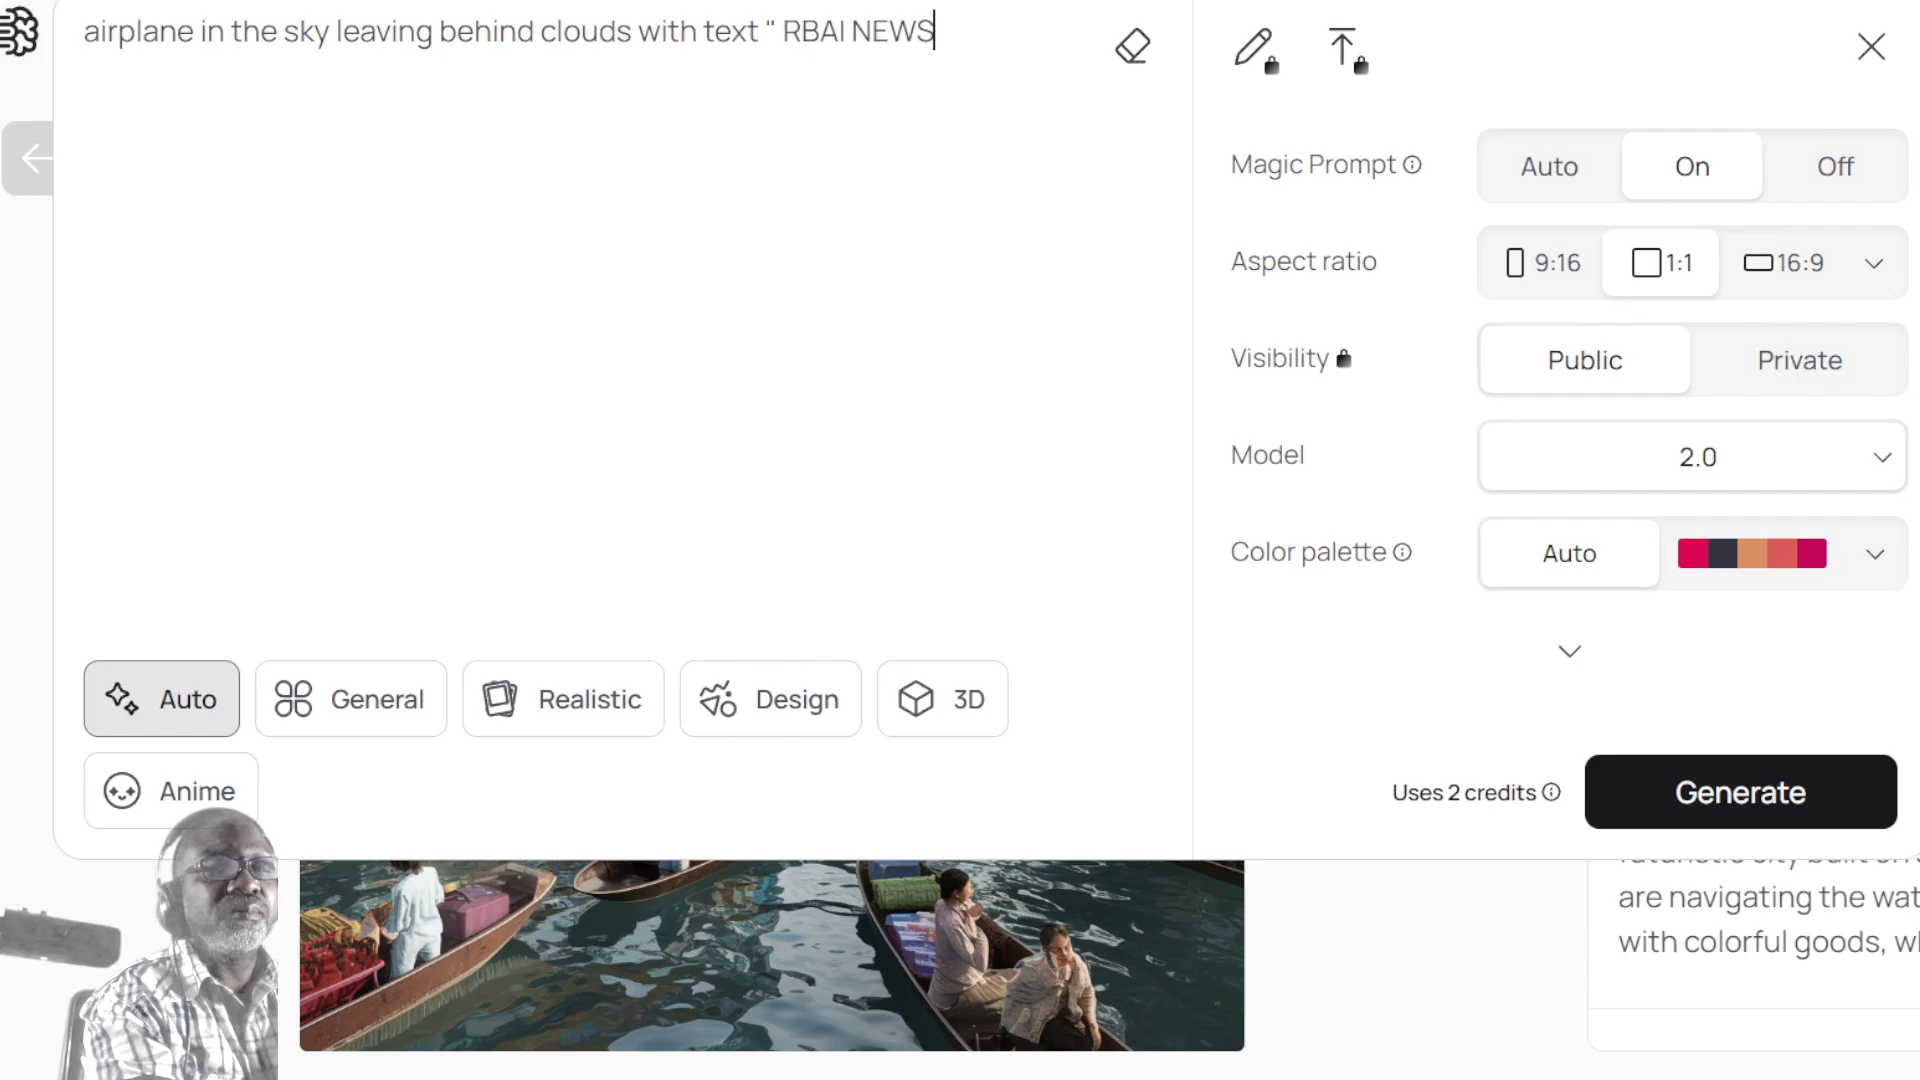 airplane in the sky leaving behind clouds with text " RBAI NEWS
Magic Prompt
Auto
On
Off
Aspect ratio
9:16
1:1
16:9
Visibility
Public
Private
Model
2.0
Color palette
Auto
Auto
General
Realistic
Design
3D
Anime
Uses 2 credits
Generate
are navigating the wat
with colorful goods, wh